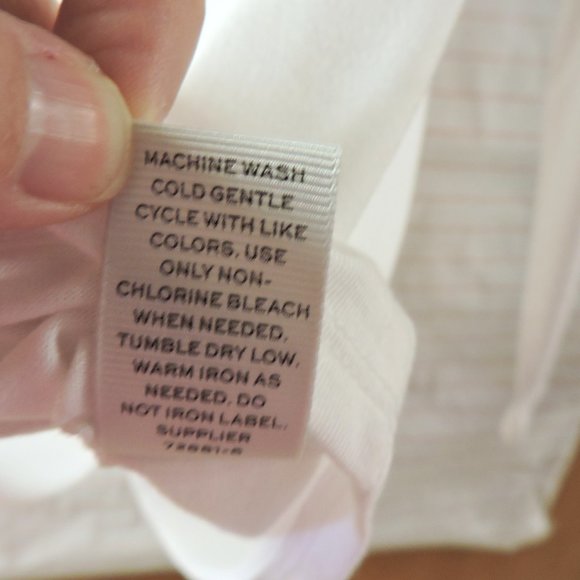 MACHINE WASH
COLD GENTLE
CYCLE WITH LIKE
COLORS. USE
ONLY NON-
CHLORINE BLEACH
WHEN NEEDED.
TUMBLE DRY LOW.
WARM IRON AS
NEEDED. DO
NOT IRON LABEL.
SUPPLIER